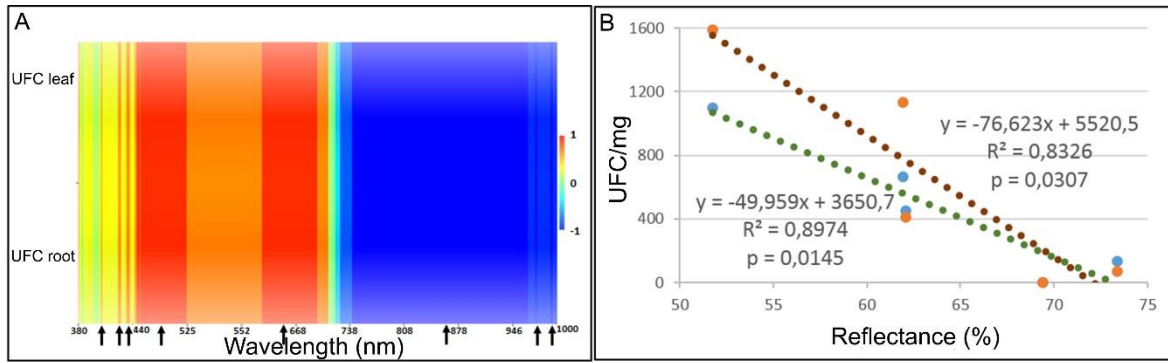 A
UFC leaf
UFC root
1
-1
380 440 525 552 668 738 808 878 946 1000
Wavelength (nm)
B
1600
1200
800
400
0
UFC/mg
y = -76,623x + 5520,5
R² = 0,8326
p = 0,0307
y = -49,959x + 3650,7
R² = 0,8974
p = 0,0145
50 55 60 65 70 75
Reflectance (%)